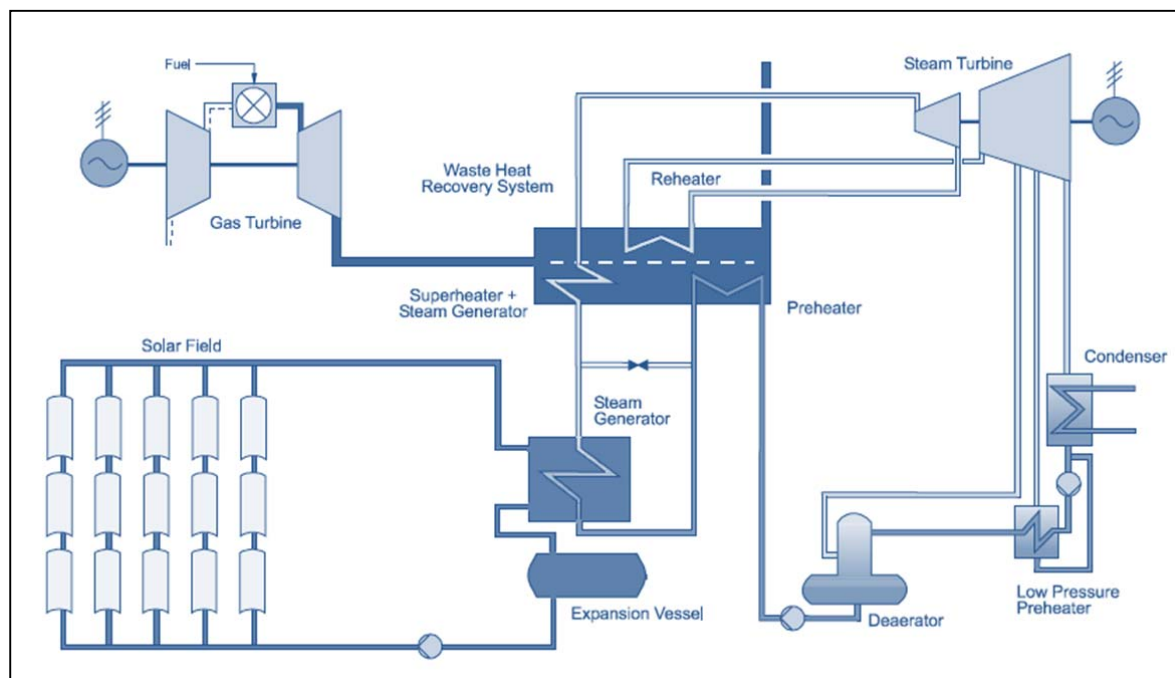 Fuel
Steam Turbine
Waste Heat
Recovery System
Reheater
Gas Turbine
Superheater +
Steam Generator
Preheater
Solar Field
Condenser
Steam
Generator
Expansion Vessel
Deaerator
Low Pressure
Preheater